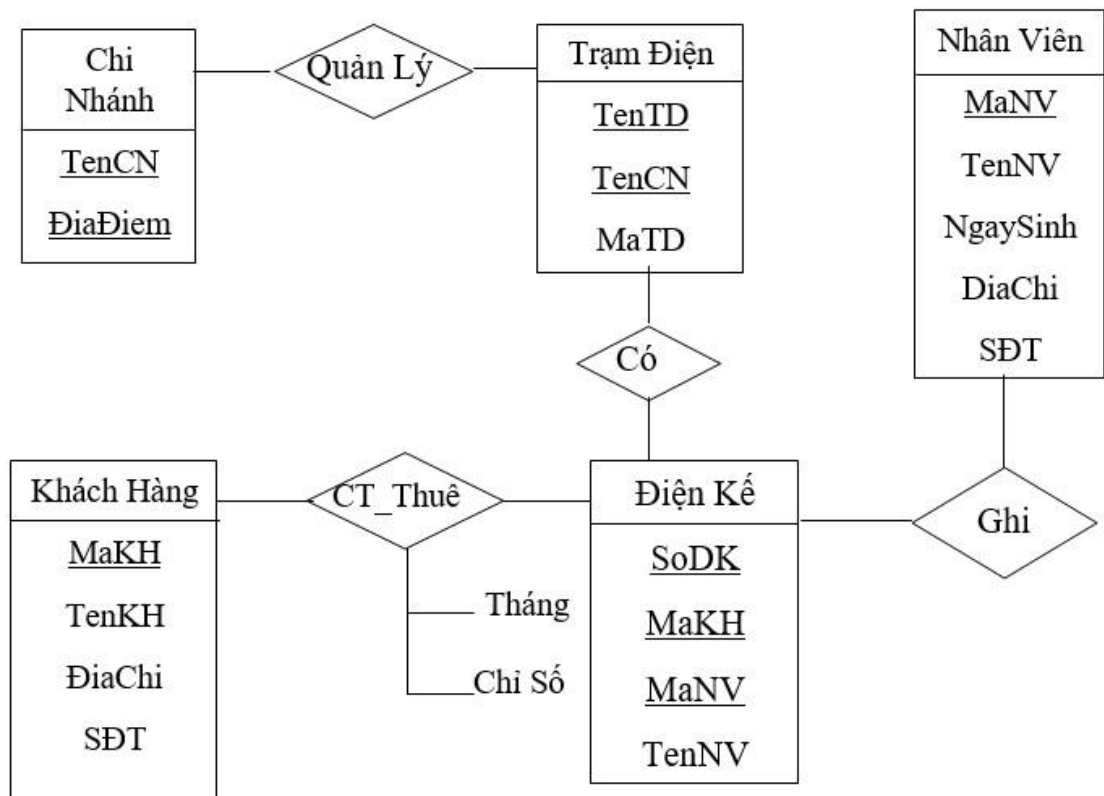 Chi
Nhánh
TenCN
ĐiaĐiem
Quản Lý
Trạm Điện
TenTD
TenCN
MaTD
Nhân Viên
MaNV
TenNV
NgaySinh
DiaChi
SĐT
Có
Khách Hàng
MaKH
TenKH
ĐiaChi
SĐT
CT_Thuê
Tháng
Chỉ Số
Điện Kế
SoDK
MaKH
MaNV
TenNV
Ghi